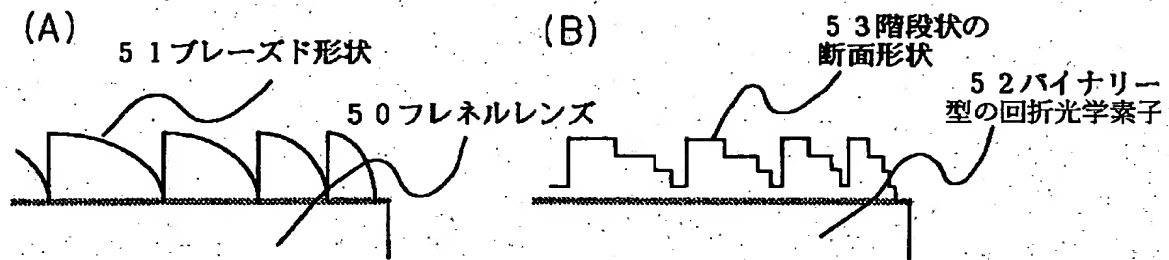 (A)
51ブレーズド形状
50フレネルレンズ
(B)
53階段状の
断面形状
52バイナリー
型の回折光学素子